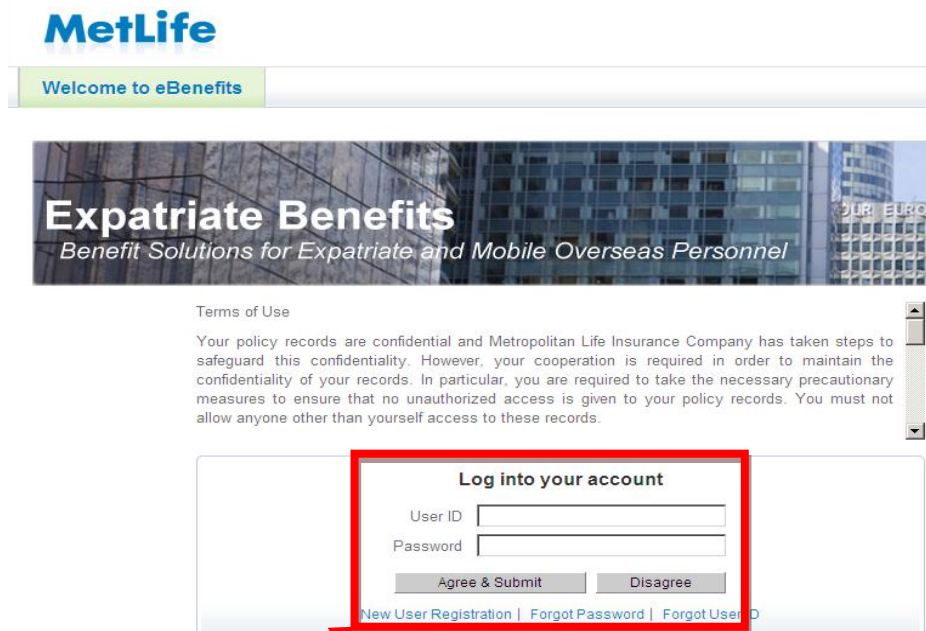 MetLife
Welcome to eBenefits
OUR EURO
Expatriate Benefits
Benefit Solutions for Expatriate and Mobile Overseas Personnel
Terms of Use
Your policy records are confidential and Metropolitan Life Insurance Company has taken steps to
safeguard this confidentiality. However, your cooperation is required in order to maintain the
confidentiality of your records. In particular, you are required to take the necessary precautionary
measures to ensure that no unauthorized access is given to your policy records. You must not
allow anyone other than yourself access to these records.
Log into your account
User ID
Password
Agree & Submit Disagree
New User Registration | Forgot Password | Forgot User ID